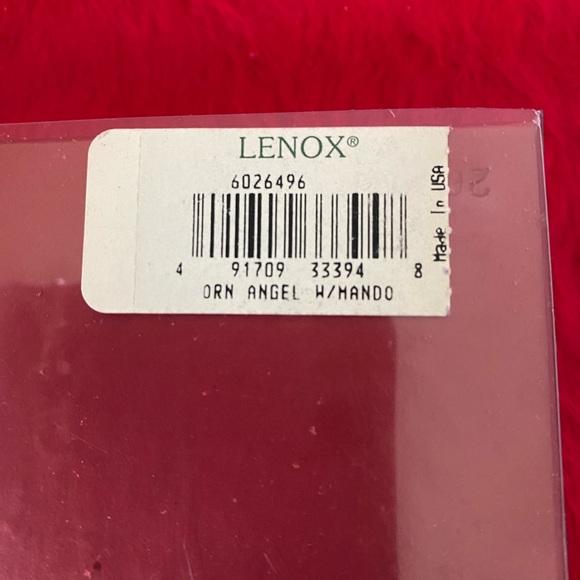 LENOX®
6026496
4 91709 33394 8
ORN ANGEL W/MANDO
Made In USA